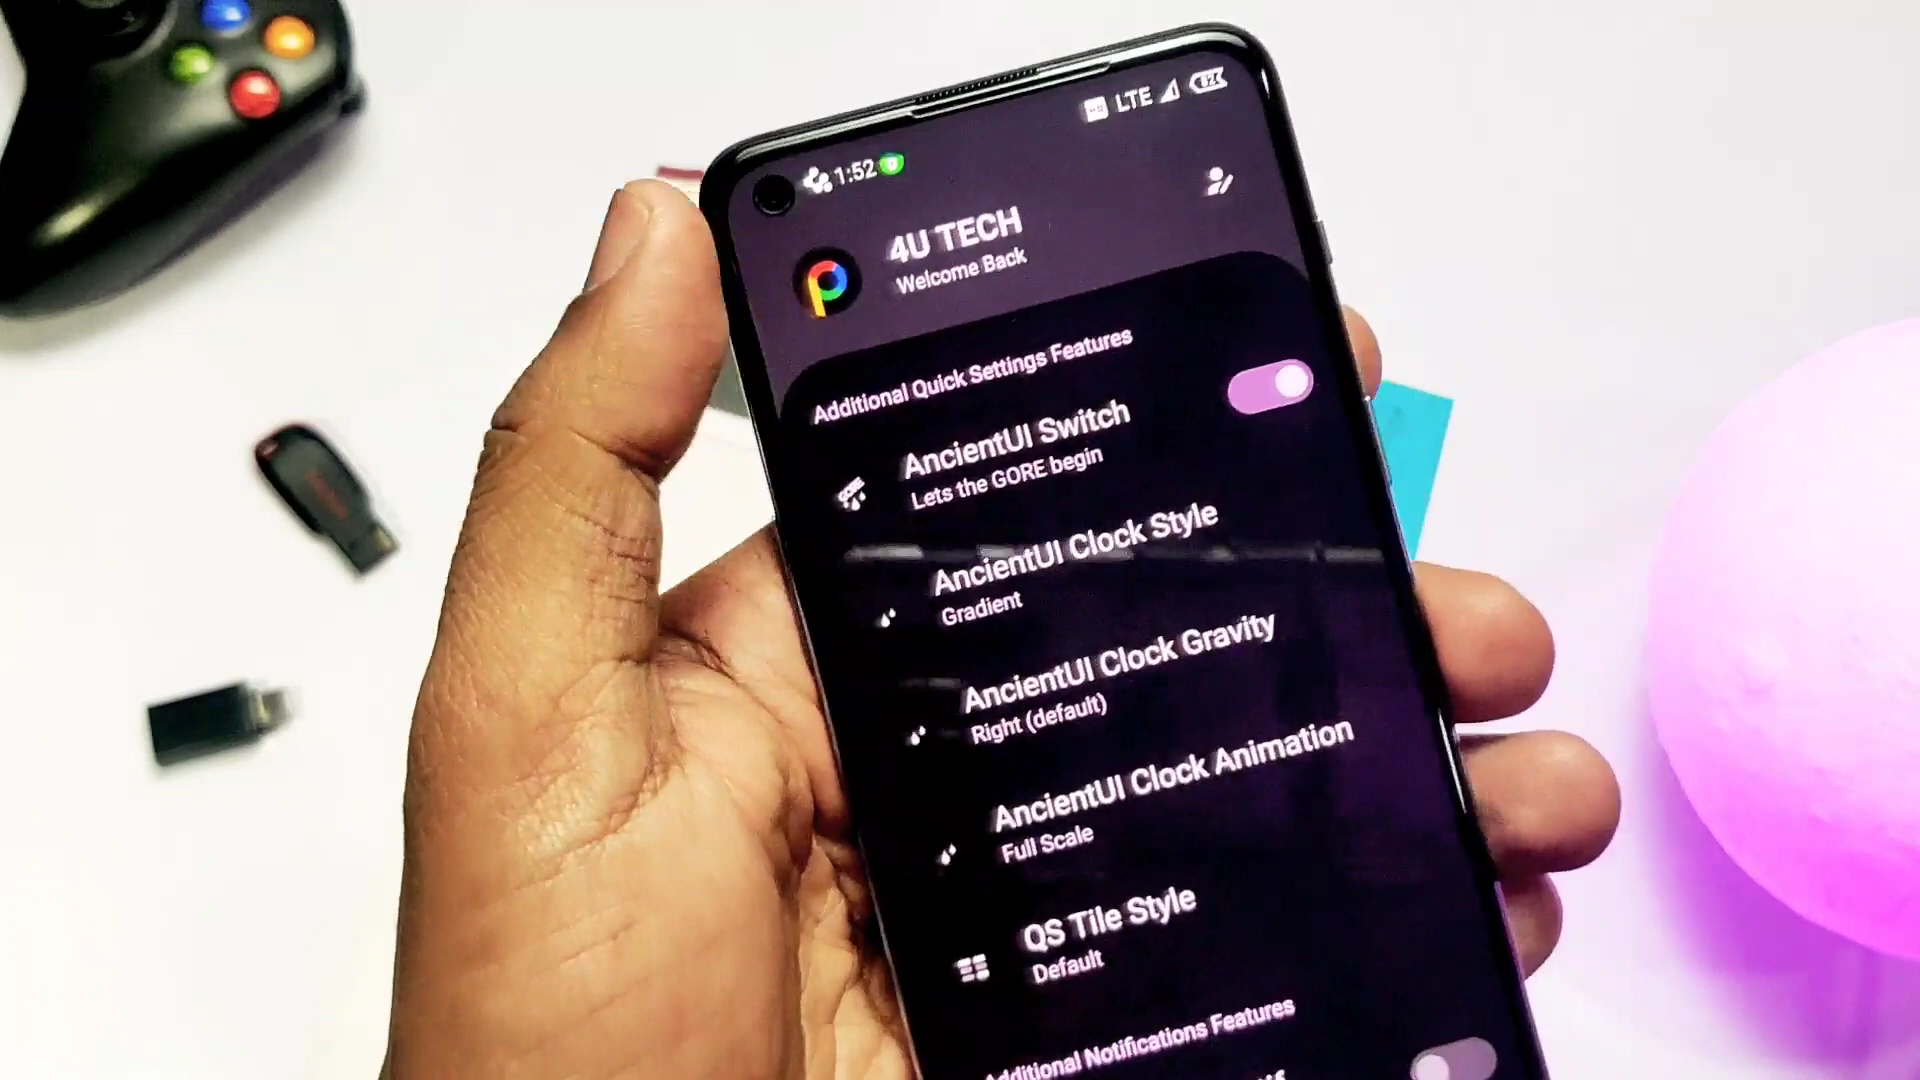 1:52
LTE
82
4U TECH
Welcome Back
Additional Quick Settings Features
AncientUI Switch
Lets the GORE begin
GORE
AncientUI Clock Style
Gradient
AncientUI Clock Gravity
Right (default)
AncientUI Clock Animation
Full Scale
QS Tile Style
Default
Additional Notifications Features